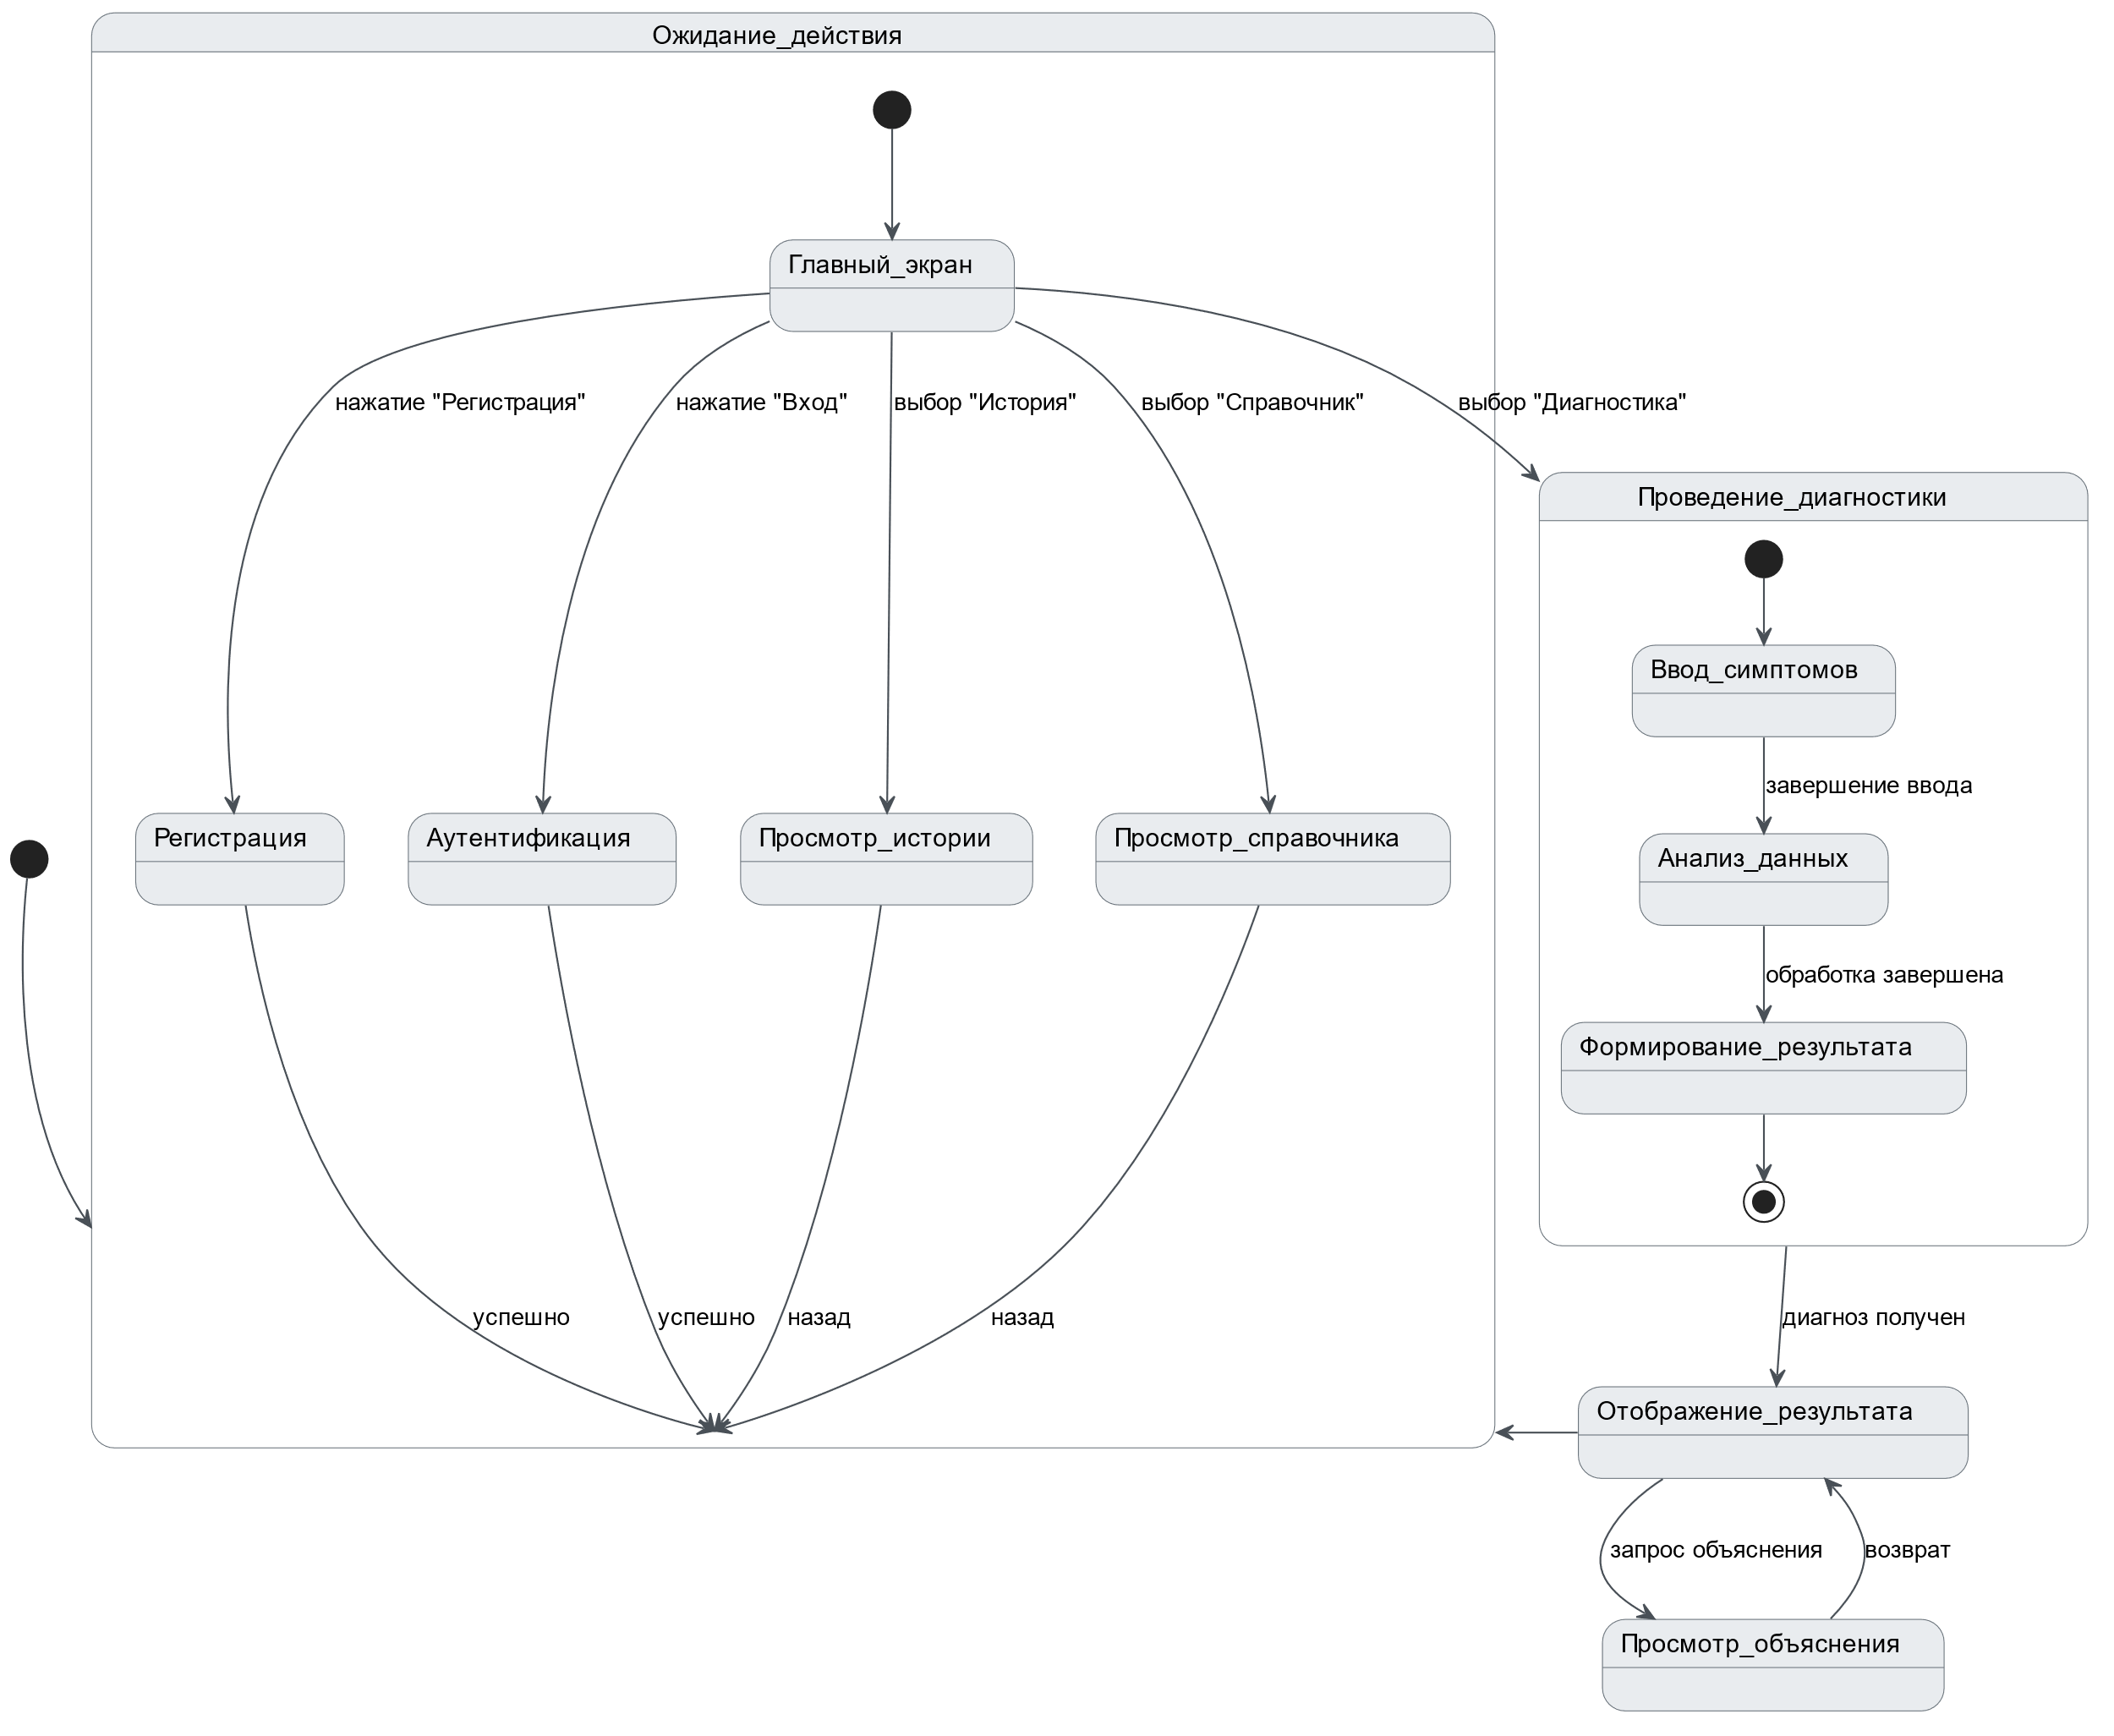 Ожидание_действия
Главный_экран
нажатие "Регистрация"
нажатие "Вход"
выбор "История"
выбор "Справочник"
выбор "Диагностика"
Проведение_диагностики
Ввод_симптомов
завершение ввода
Регистрация
Аутентификация
Просмотр_истории
Просмотр_справочника
Анализ_данных
обработка завершена
Формирование_результата
успешно
успешно
назад
назад
диагноз получен
Отображение_результата
запрос объяснения
возврат
Просмотр_объяснения